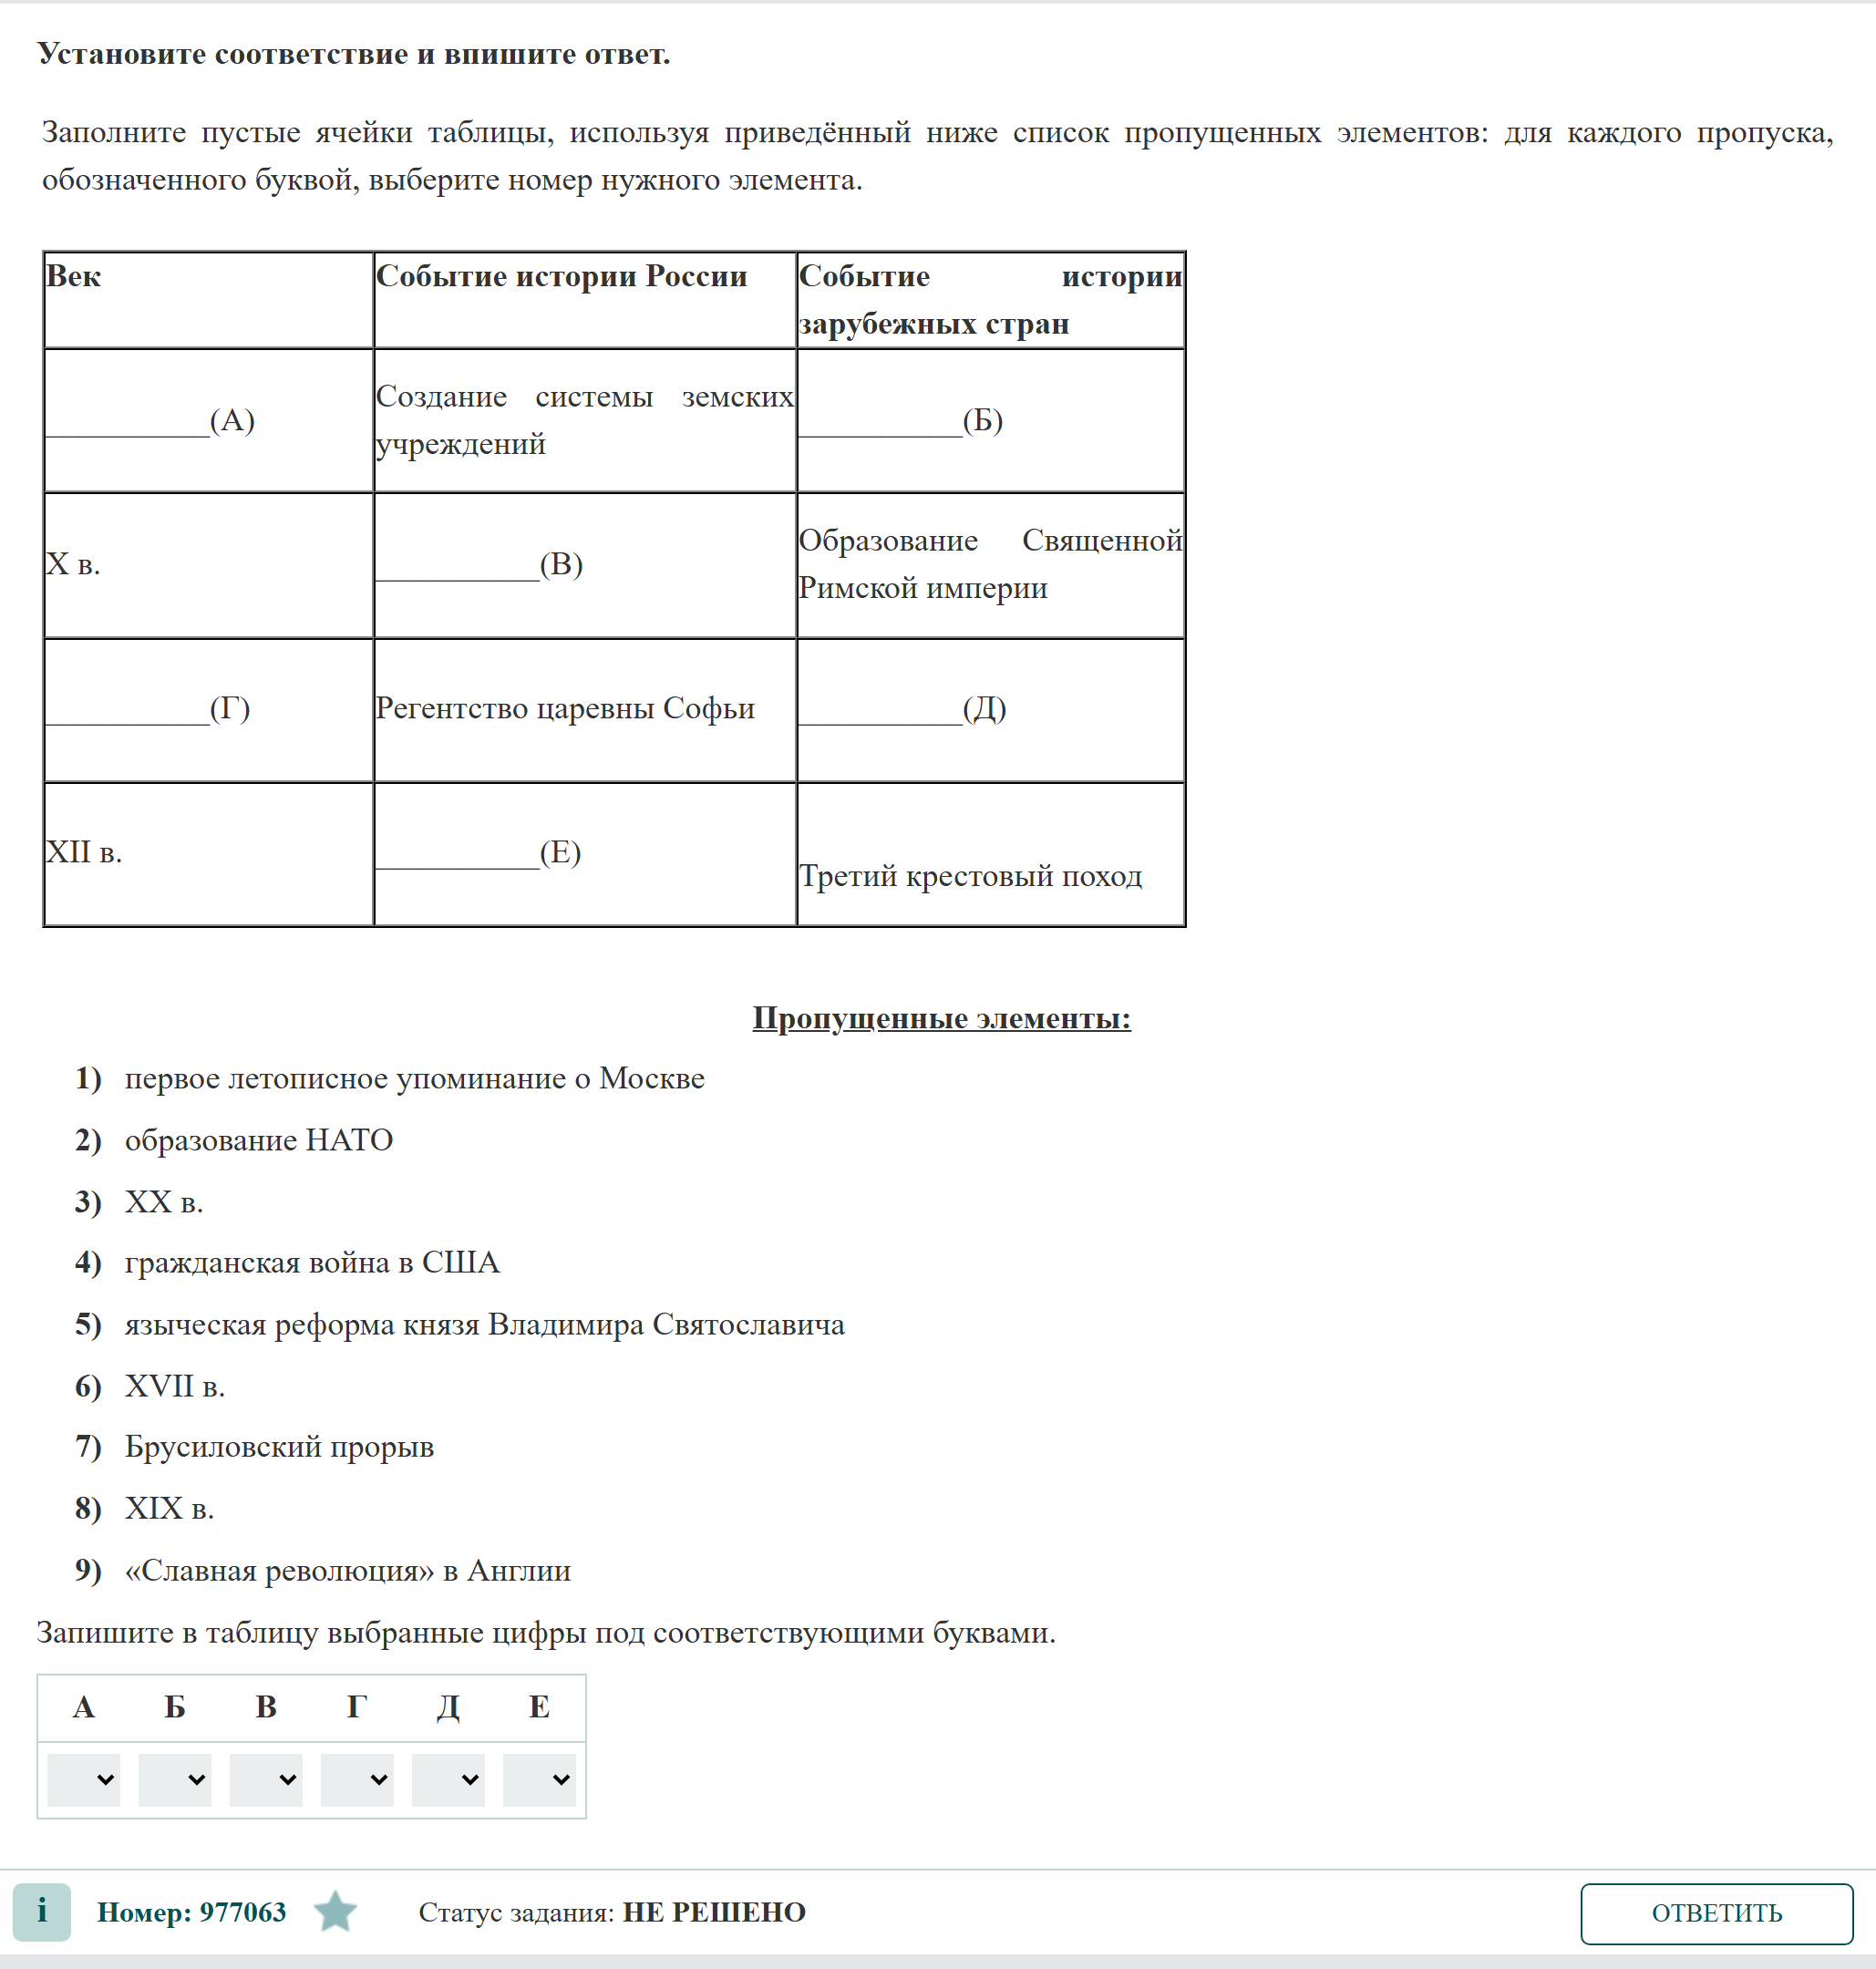 Установите соответствие и впишите ответ.
Заполните пустые ячейки таблицы, используя приведённый ниже список пропущенных элементов: для каждого пропуска,
обозначенного буквой, выберите номер нужного элемента.
Век
Событие истории России
Событие истории
зарубежных стран
__________(А)
Создание системы земских
учреждений
__________(Б)
X в.
__________(В)
Образование Священной
Римской империи
__________(Г)
Регентство царевны Софьи
__________(Д)
XII в.
__________(Е)
Третий крестовый поход
Пропущенные элементы:
1) первое летописное упоминание о Москве
2) образование НАТО
3) XX в.
4) гражданская война в США
5) языческая реформа князя Владимира Святославича
6) XVII в.
7) Брусиловский прорыв
8) XIX в.
9) «Славная революция» в Англии
Запишите в таблицу выбранные цифры под соответствующими буквами.
А Б В Г Д Е
i Номер: 977063 Статус задания: НЕ РЕШЕНО ОТВЕТИТЬ